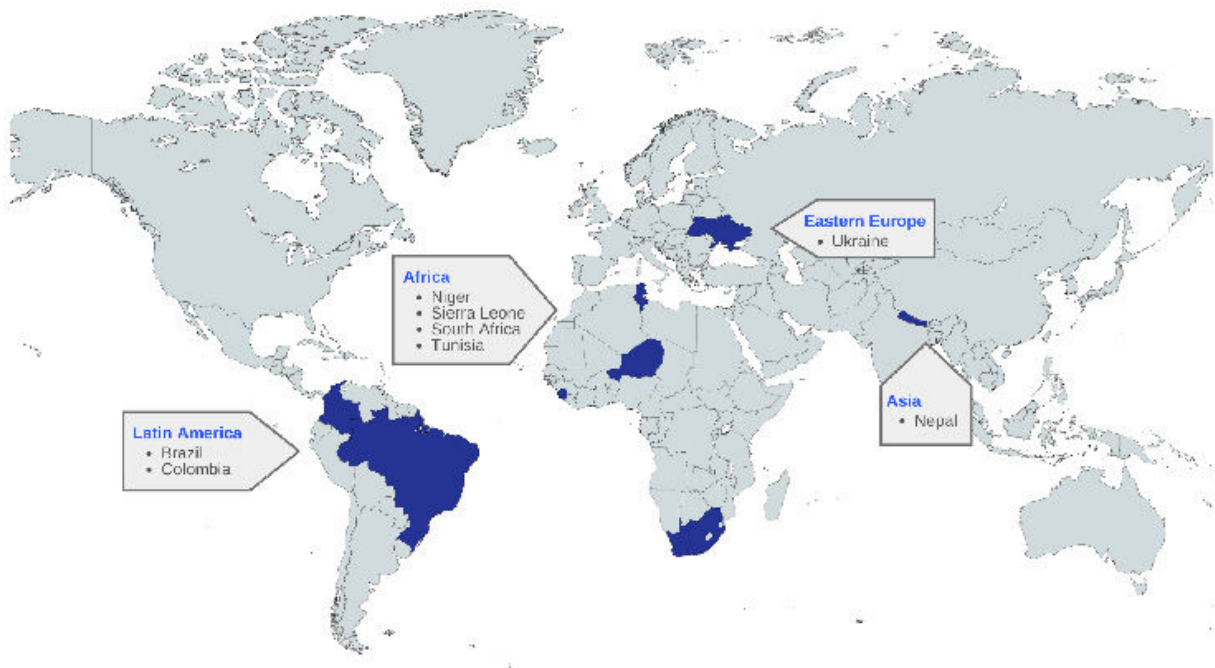 Eastern Europe
• Ukraine
Africa
• Niger
• Sierra Leone
• South Africa
• Tunisia
Asia
• Nepal
Latin America
• Brazil
• Colombia